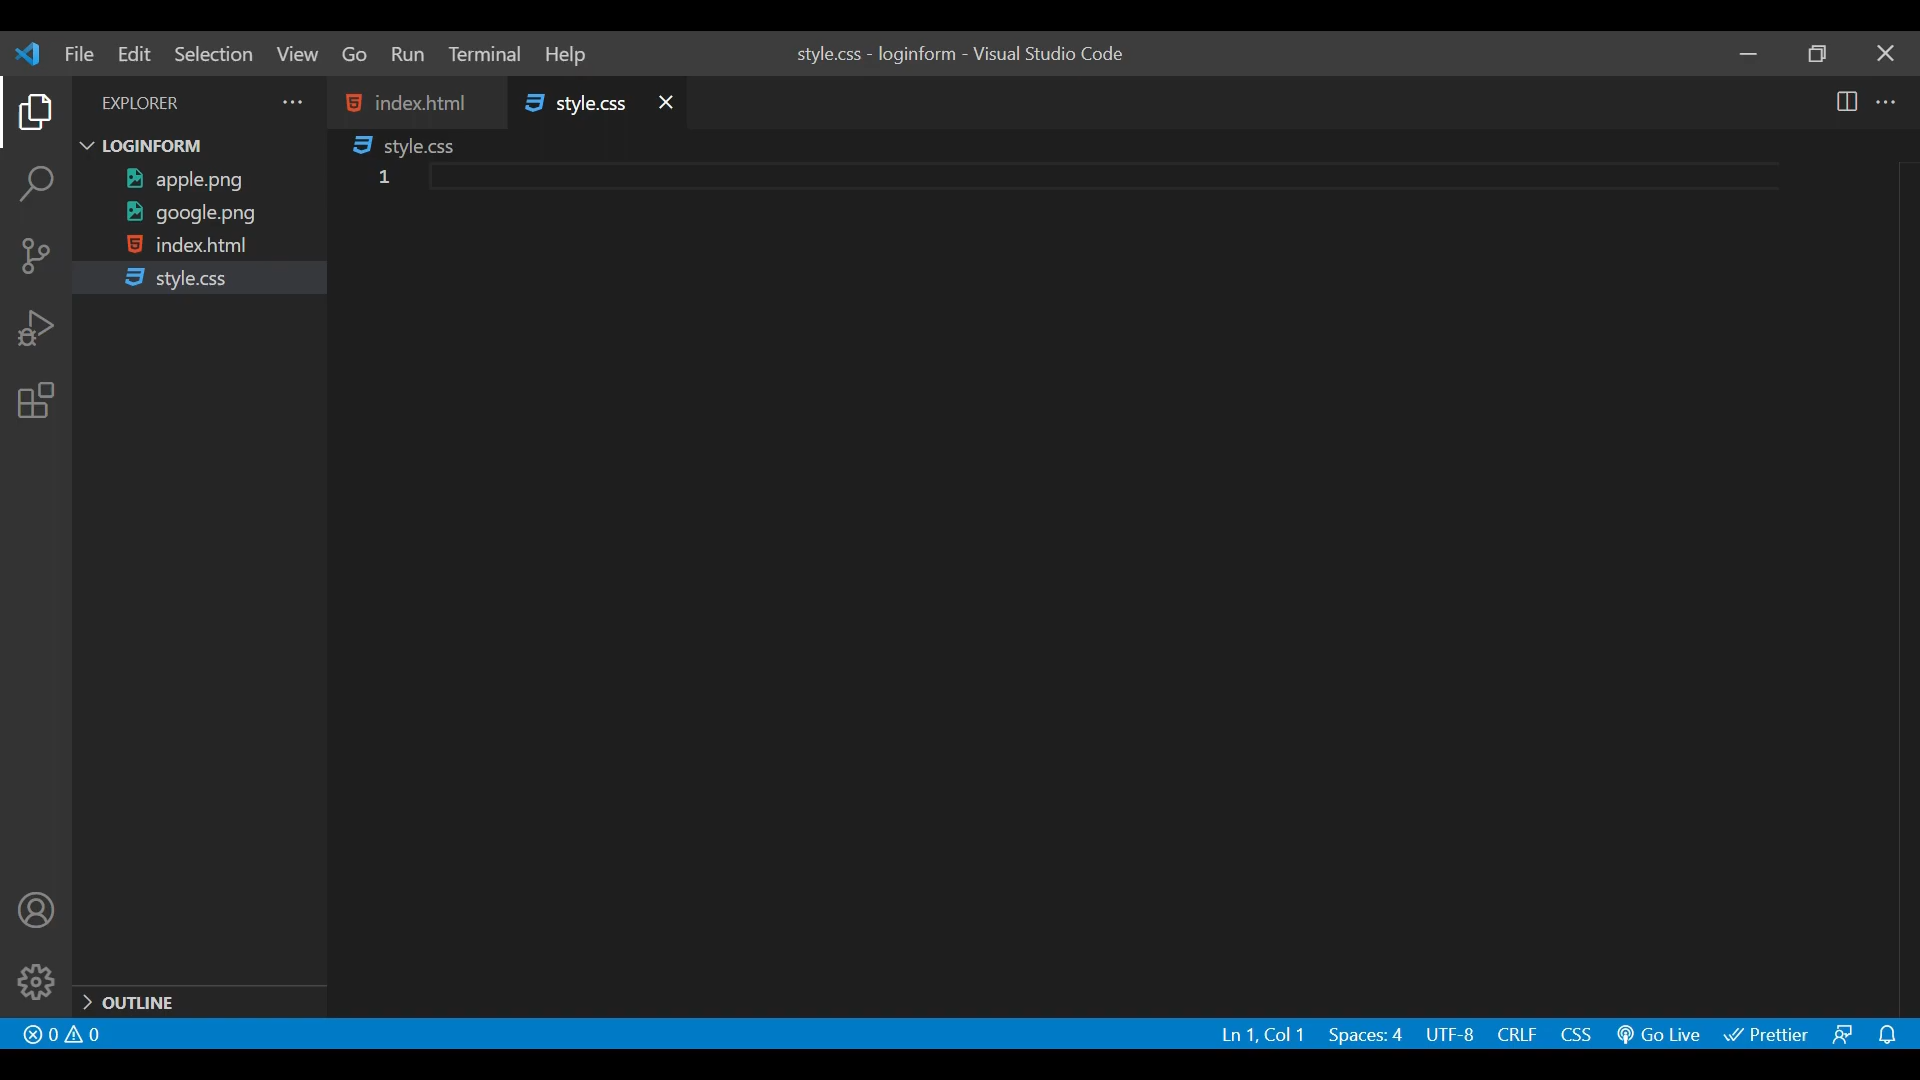 File Edit Selection View Go Run Terminal Help style.css - loginform - Visual Studio Code
EXPLORER
LOGINFORM
apple.png
google.png
index.html
style.css
OUTLINE
index.html style.css
style.css
1
0 0 Ln 1, Col 1 Spaces: 4 UTF-8 CRLF CSS Go Live Prettier